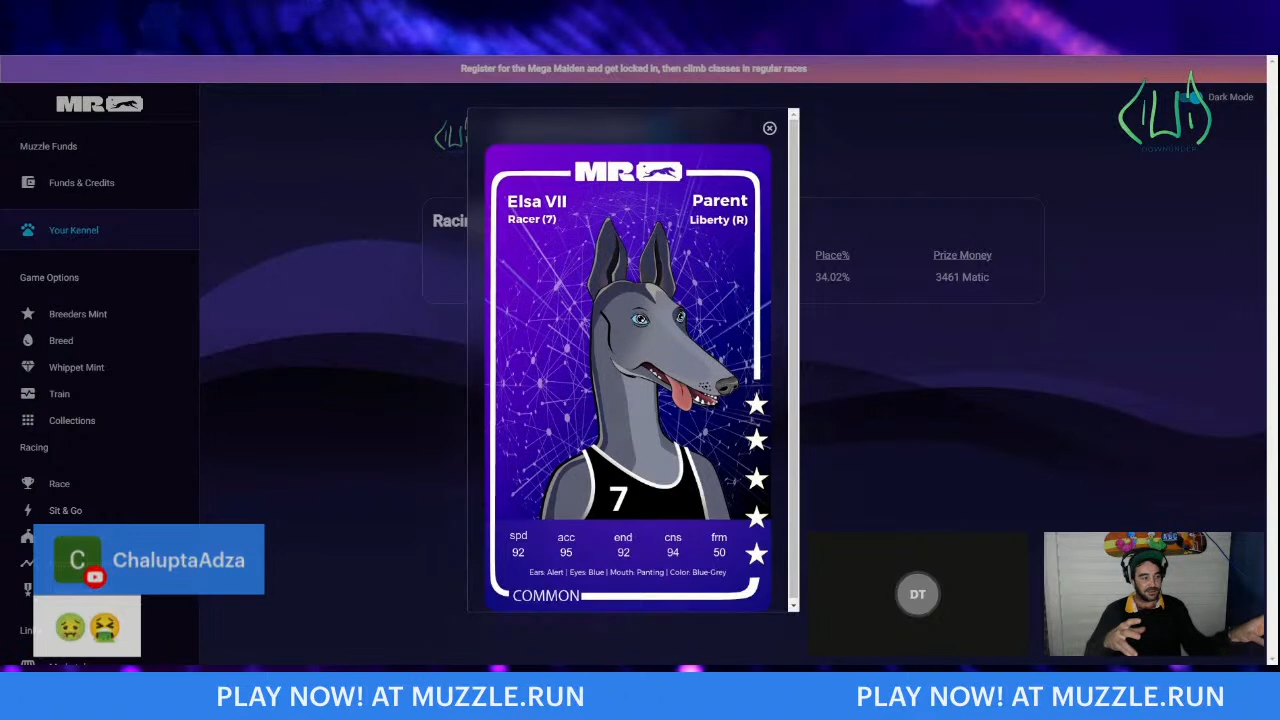 Register for the Mega Maiden and get locked in, then climb classes in regular races
MR
Dark Mode
DOWNUNDER
Muzzle Funds
Funds & Credits
Your Kennel
Game Options
Breeders Mint
Breed
Whippet Mint
Train
Collections
Racing
Race
Sit & Go
Racin
Place%
Prize Money
34.02%
3461 Matic
MR
Elsa VII
Parent
Racer (7)
Liberty (R)
7
spd
acc
end
cns
frm
92
95
92
94
50
Ears: Alert | Eyes: Blue | Mouth: Panting | Color: Blue-Grey
COMMON
C
ChaluptaAdza
DT
PLAY NOW! AT MUZZLE.RUN
PLAY NOW! AT MUZZLE.RUN